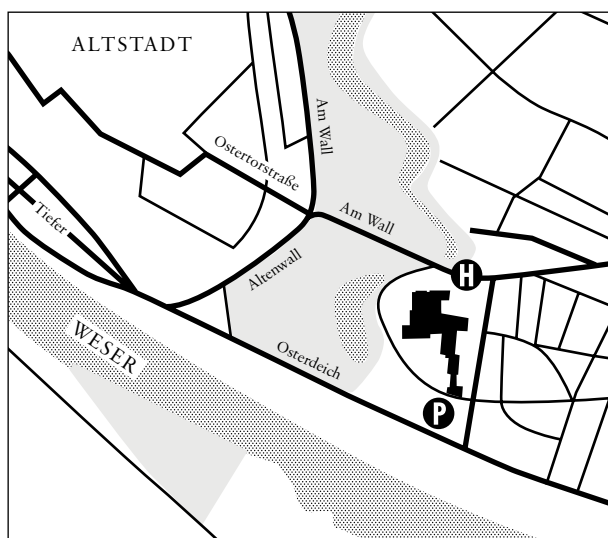 ALTSTADT
Am Wall
Ostertorstraße
Am Wall
Tiefer
Altenwall
H
WESER
Osterdeich
P